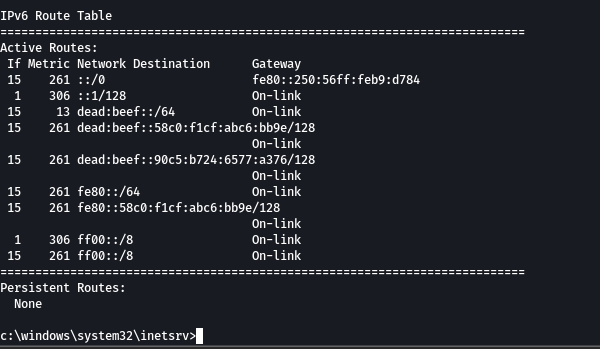 IPv6 Route Table
===========================================================================
Active Routes:
 If Metric Network Destination      Gateway
 15    261 ::/0                     fe80::250:56ff:feb9:d784
  1    306 ::1/128                  On-link
 15     13 dead:beef::/64           On-link
 15    261 dead:beef::58c0:f1cf:abc6:bb9e/128
                                    On-link
 15    261 dead:beef::90c5:b724:6577:a376/128
                                    On-link
 15    261 fe80::/64                On-link
 15    261 fe80::58c0:f1cf:abc6:bb9e/128
                                    On-link
  1    306 ff00::/8                 On-link
 15    261 ff00::/8                 On-link
===========================================================================
Persistent Routes:
  None
c:\windows\system32\inetsrv>